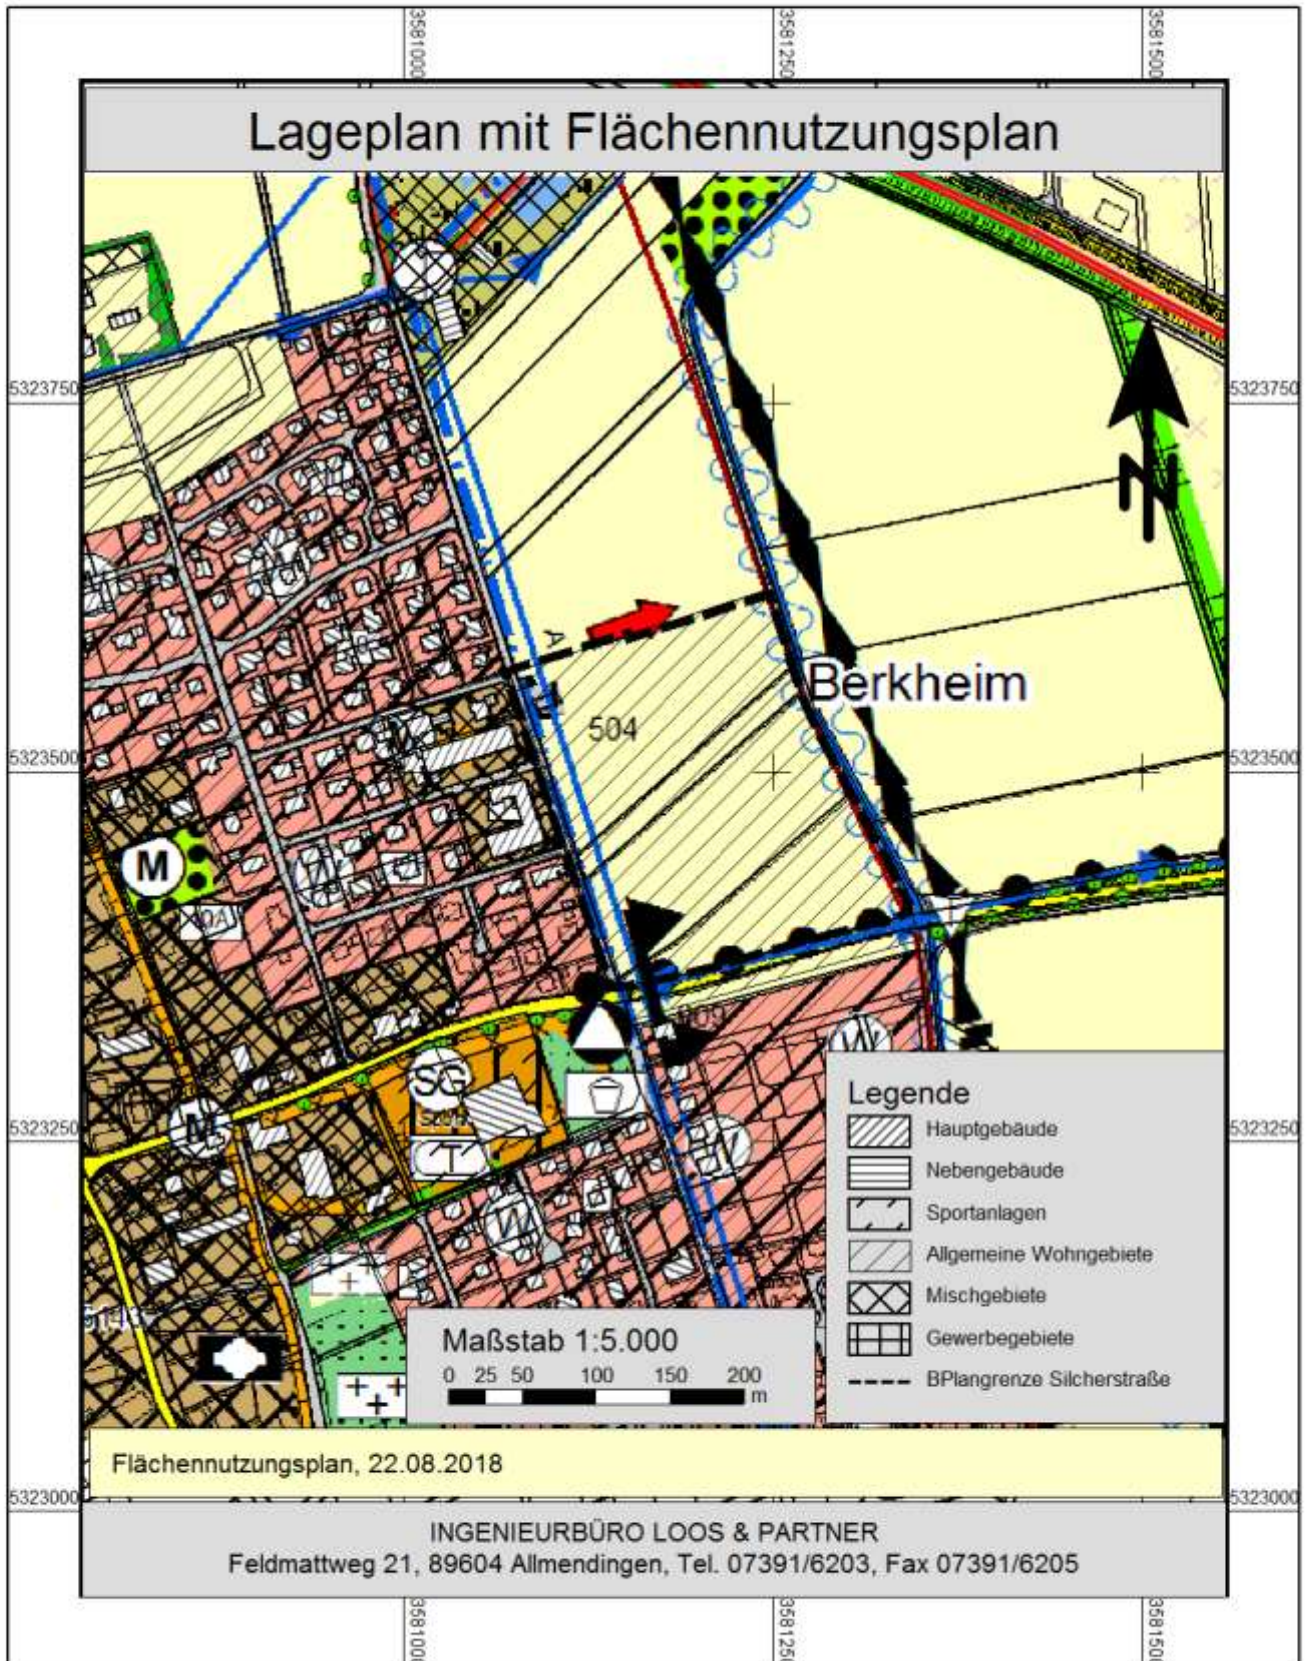 3581000
3581250
3581500
Lageplan mit Flächennutzungsplan
5323750
5323750
A
Berkheim
504
5323500
5323500
M
W
SG
M
T
W
W
5323250
5323250
Legende
Hauptgebäude
Nebengebäude
Sportanlagen
Allgemeine Wohngebiete
Mischgebiete
Gewerbegebiete
BPlangrenze Silcherstraße
Maßstab 1:5.000
0 25 50 100 150 200
m
Flächennutzungsplan, 22.08.2018
5323000
5323000
INGENIEURBÜRO LOOS & PARTNER
Feldmattweg 21, 89604 Allmendingen, Tel. 07391/6203, Fax 07391/6205
3581000
3581250
3581500